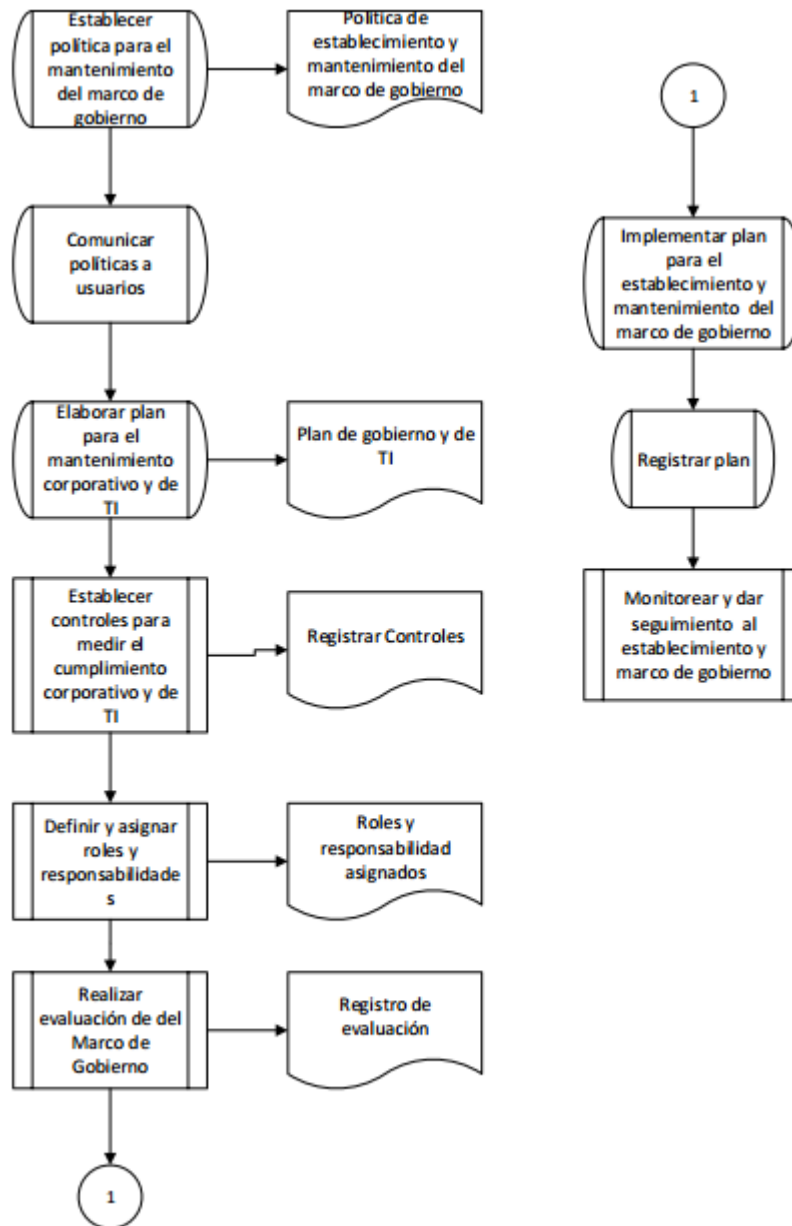 Establecer
política para el
mantenimiento
del marco de
gobierno
Política de
establecimiento y
mantenimiento del
marco de gobierno
Comunicar
políticas a
usuarios
Elaborar plan
para el
mantenimiento
corporativo y de
TI
Plan de gobierno y de
TI
Establecer
controles para
medir el
cumplimiento
corporativo y de
TI
Registrar Controles
Definir y asignar
roles y
responsabilidade
s
Roles y
responsabilidad
asignados
Realizar
evaluación de del
Marco de
Gobierno
Registro de
evaluación
1
1
Implementar plan
para el
establecimiento y
mantenimiento del
marco de gobierno
Registrar plan
Monitorear y dar
seguimiento al
establecimiento y
marco de gobierno